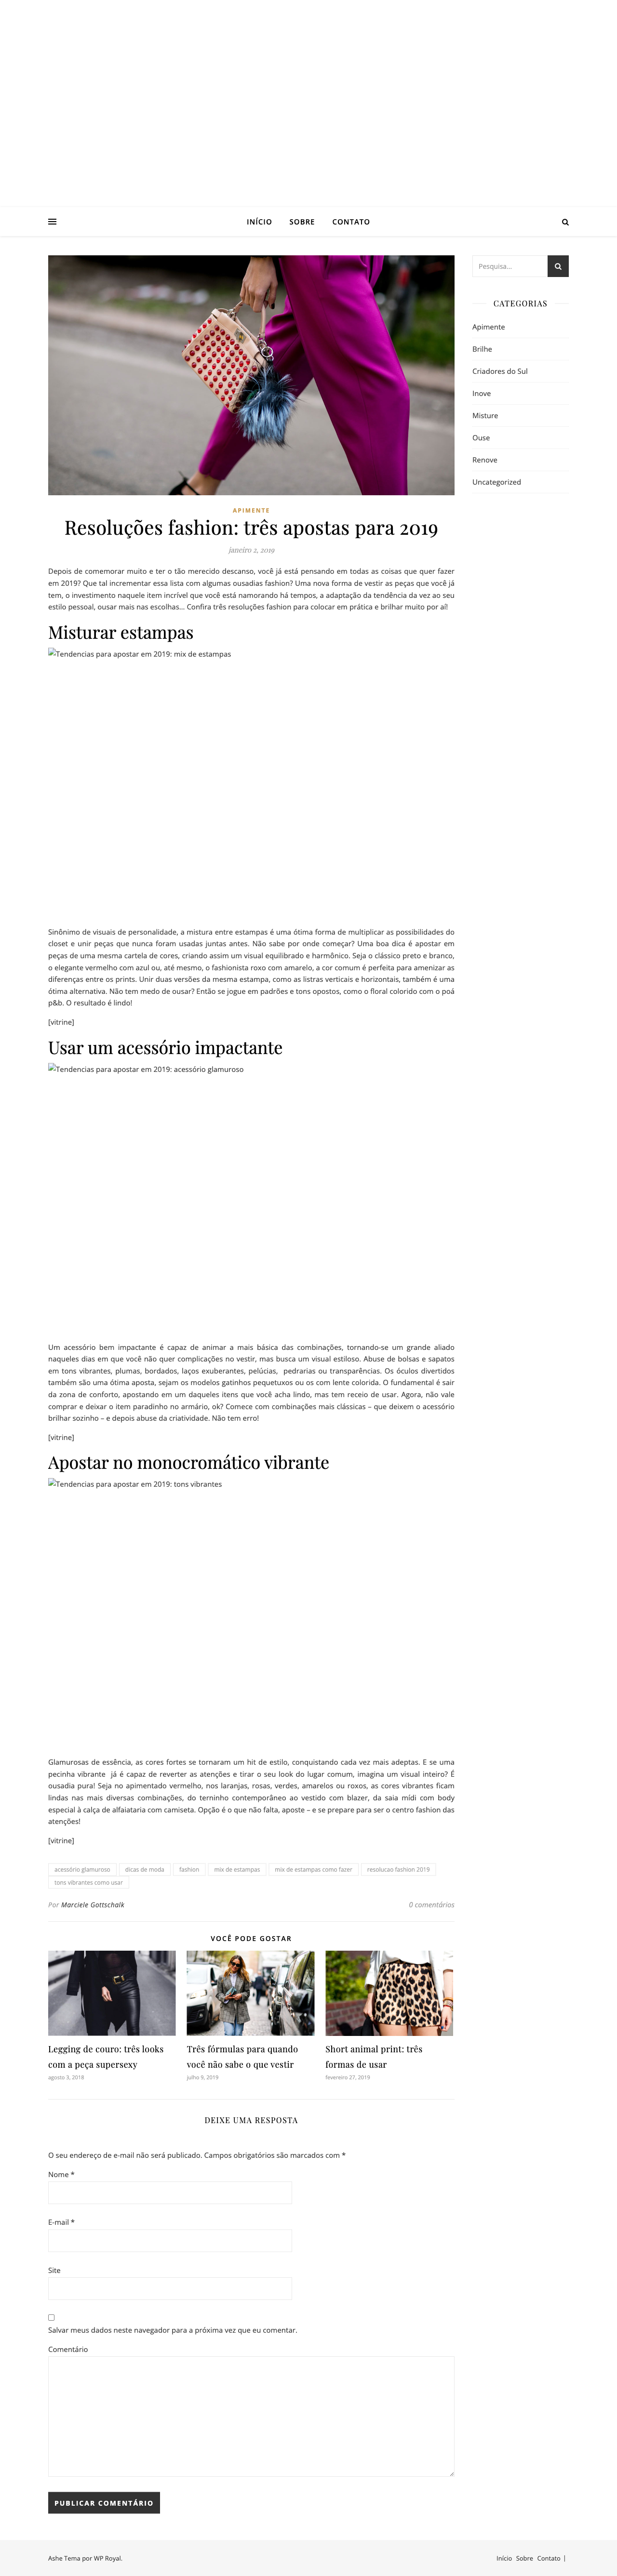 INÍCIO SOBRE CONTATO
APIMENTE
Resoluções fashion: três apostas para 2019
janeiro 2, 2019
Depois de comemorar muito e ter o tão merecido descanso, você já está pensando em todas as coisas que quer fazer
em 2019? Que tal incrementar essa lista com algumas ousadias fashion? Uma nova forma de vestir as peças que você já
tem, o investimento naquele item incrível que você está namorando há tempos, a adaptação da tendência da vez ao seu
estilo pessoal, ousar mais nas escolhas... Confira três resoluções fashion para colocar em prática e brilhar muito por aí!
Misturar estampas
Tendencias para apostar em 2019: mix de estampas
Sinônimo de visuais de personalidade, a mistura entre estampas é uma ótima forma de multiplicar as possibilidades do
closet e unir peças que nunca foram usadas juntas antes. Não sabe por onde começar? Uma boa dica é apostar em
peças de uma mesma cartela de cores, criando assim um visual equilibrado e harmônico. Seja o clássico preto e branco,
o elegante vermelho com azul ou, até mesmo, o fashionista roxo com amarelo, a cor comum é perfeita para amenizar as
diferenças entre os prints. Unir duas versões da mesma estampa, como as listras verticais e horizontais, também é uma
ótima alternativa. Não tem medo de ousar? Então se jogue em padrões e tons opostos, como o floral colorido com o poá
p&b. O resultado é lindo!
[vitrine]
Usar um acessório impactante
Tendencias para apostar em 2019: acessório glamuroso
Um acessório bem impactante é capaz de animar a mais básica das combinações, tornando-se um grande aliado
naqueles dias em que você não quer complicações no vestir, mas busca um visual estiloso. Abuse de bolsas e sapatos
em tons vibrantes, plumas, bordados, laços exuberantes, pelúcias,  pedrarias ou transparências. Os óculos divertidos
também são uma ótima aposta, sejam os modelos gatinhos pequetuxos ou os com lente colorida. O fundamental é sair
da zona de conforto, apostando em um daqueles itens que você acha lindo, mas tem receio de usar. Agora, não vale
comprar e deixar o item paradinho no armário, ok? Comece com combinações mais clássicas – que deixem o acessório
brilhar sozinho – e depois abuse da criatividade. Não tem erro!
[vitrine]
Apostar no monocromático vibrante
Tendencias para apostar em 2019: tons vibrantes
Glamurosas de essência, as cores fortes se tornaram um hit de estilo, conquistando cada vez mais adeptas. E se uma
pecinha vibrante  já é capaz de reverter as atenções e tirar o seu look do lugar comum, imagina um visual inteiro? É
ousadia pura! Seja no apimentado vermelho, nos laranjas, rosas, verdes, amarelos ou roxos, as cores vibrantes ficam
lindas nas mais diversas combinações, do terninho contemporâneo ao vestido com blazer, da saia mídi com body
especial à calça de alfaiataria com camiseta. Opção é o que não falta, aposte – e se prepare para ser o centro fashion das
atenções!
[vitrine]
acessório glamuroso dicas de moda fashion mix de estampas mix de estampas como fazer resolucao fashion 2019
tons vibrantes como usar
Por Marciele Gottschalk 0 comentários
VOCÊ PODE GOSTAR
Legging de couro: três looks
com a peça supersexy
agosto 5, 2018
Três fórmulas para quando
você não sabe o que vestir
julho 9, 2019
Short animal print: três
formas de usar
fevereiro 27, 2019
DEIXE UMA RESPOSTA
O seu endereço de e-mail não será publicado. Campos obrigatórios são marcados com *
Nome *
E-mail *
Site
Salvar meus dados neste navegador para a próxima vez que eu comentar.
Comentário
PUBLICAR COMENTÁRIO
Pesquisa...
CATEGORIAS
Apimente
Brilhe
Criadores do Sul
Inove
Misture
Ouse
Renove
Uncategorized
Ashe Tema por WP Royal.
Início Sobre Contato